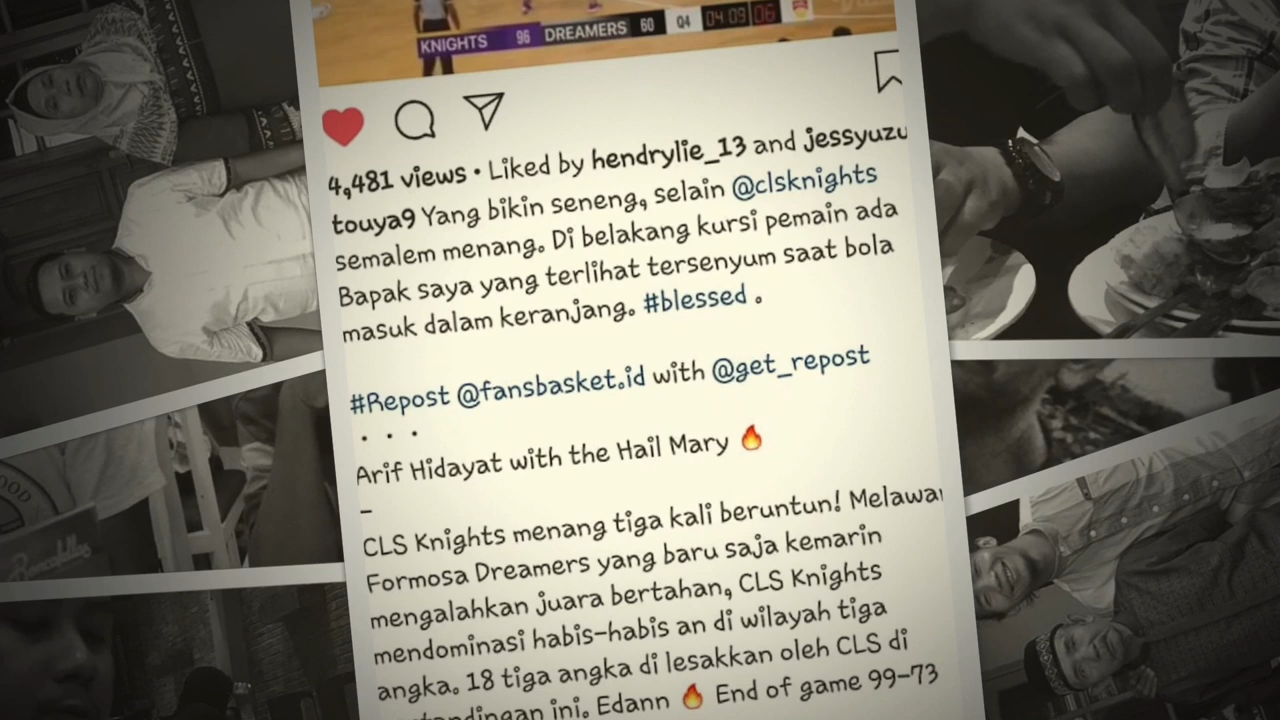 KNIGHTS 96 DREAMERS 60 Q4 04 09 06
4,481 views • Liked by hendrylie_13 and jessyuzu
touya9 Yang bikin seneng, selain @clsknights
semalem menang. Di belakang kursi pemain ada
Bapak saya yang terlihat tersenyum saat bola
masuk dalam keranjang. #blessed .
#Repost @fansbasket.id with @get_repost
• • •
Arif Hidayat with the Hail Mary 🔥
–
CLS Knights menang tiga kali beruntun! Melawan
Formosa Dreamers yang baru saja kemarin
mengalahkan juara bertahan, CLS Knights
mendominasi habis-habis an di wilayah tiga
angka. 18 tiga angka di lesakkan oleh CLS di
ini. Edann 🔥 End of game 99-73